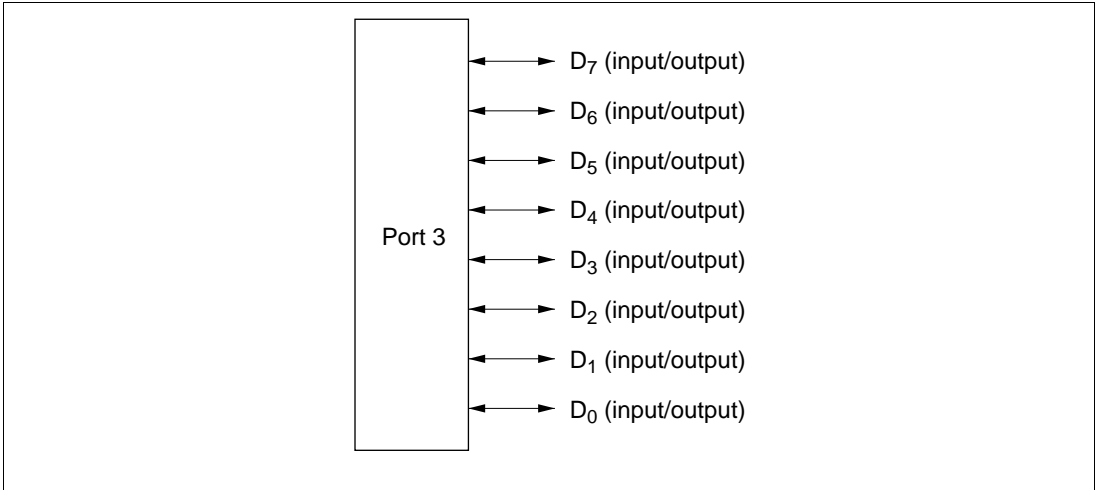 D₇ (input/output)
D₆ (input/output)
D₅ (input/output)
D₄ (input/output)
Port 3
D₃ (input/output)
D₂ (input/output)
D₁ (input/output)
D₀ (input/output)